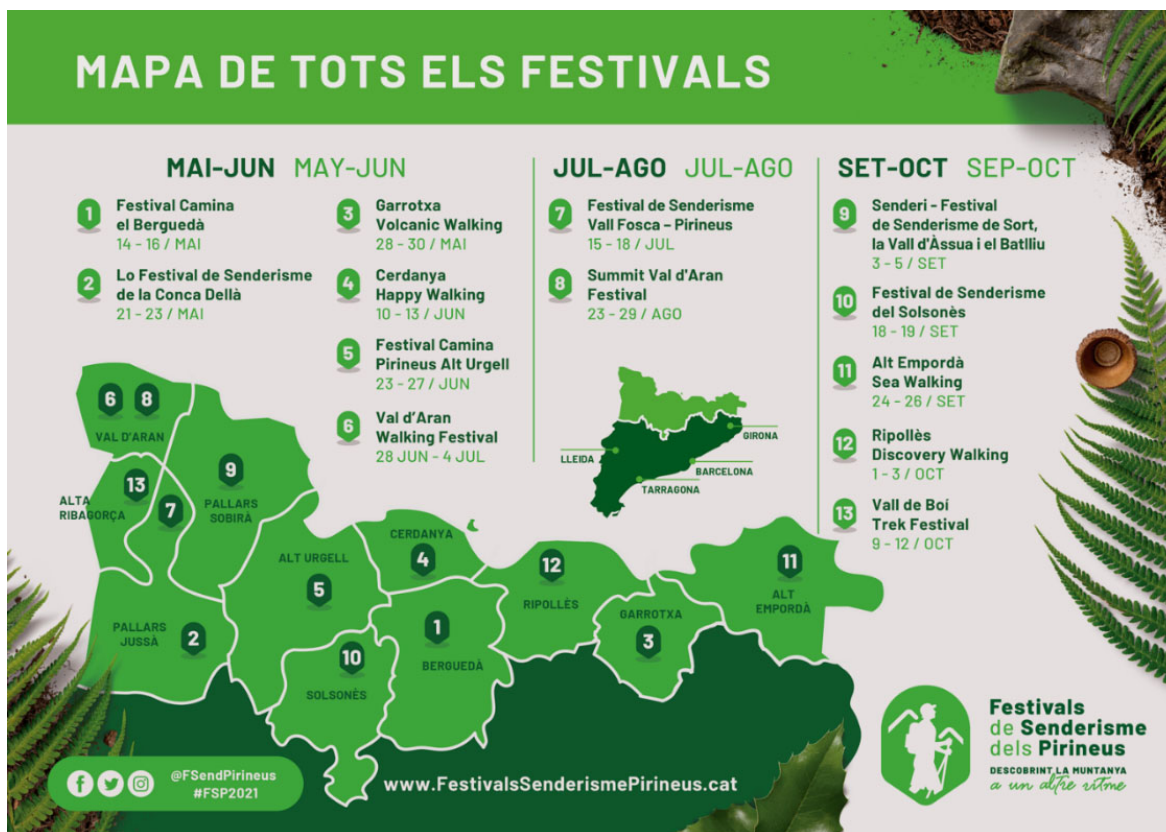 MAPA DE TOTS ELS FESTIVALS
MAI-JUN MAY-JUN
1
Festival Camina
el Berguedà
14 - 16 / MAI
2
Lo Festival de Senderisme
de la Conca Dellà
21 - 23 / MAI
3
Garrotxa
Volcanic Walking
28 - 30 / MAI
4
Cerdanya
Happy Walking
10 - 13 / JUN
5
Festival Camina
Pirineus Alt Urgell
23 - 27 / JUN
6
Val d'Aran
Walking Festival
28 JUN - 4 JUL
JUL-AGO JUL-AGO
7
Festival de Senderisme
Vall Fosca – Pirineus
15 - 18 / JUL
8
Summit Val d'Aran
Festival
23 - 29 / AGO
SET-OCT SEP-OCT
9
Senderi - Festival
de Senderisme de Sort,
la Vall d'Àssua i el Batlliu
3 - 5 / SET
10
Festival de Senderisme
del Solsonès
18 - 19 / SET
11
Alt Empordà
Sea Walking
24 - 26 / SET
12
Ripollès
Discovery Walking
1 - 3 / OCT
13
Vall de Boí
Trek Festival
9 - 12 / OCT
GIRONA
LLEIDA
BARCELONA
TARRAGONA
6 8
VAL D'ARAN
9
PALLARS
SOBIRÀ
13
ALTA
RIBAGORÇA
7
CERDANYA
4
ALT URGELL
5
12
RIPOLLÈS
11
ALT
EMPORDÀ
GARROTXA
3
PALLARS
JUSSÀ
2
1
BERGUEDÀ
10
SOLSONÈS
@FSendPirineus
#FSP2021
www.FestivalsSenderismePirineus.cat
Festivals
de Senderisme
dels Pirineus
DESCOBRINT LA MUNTANYA
a un altre ritme